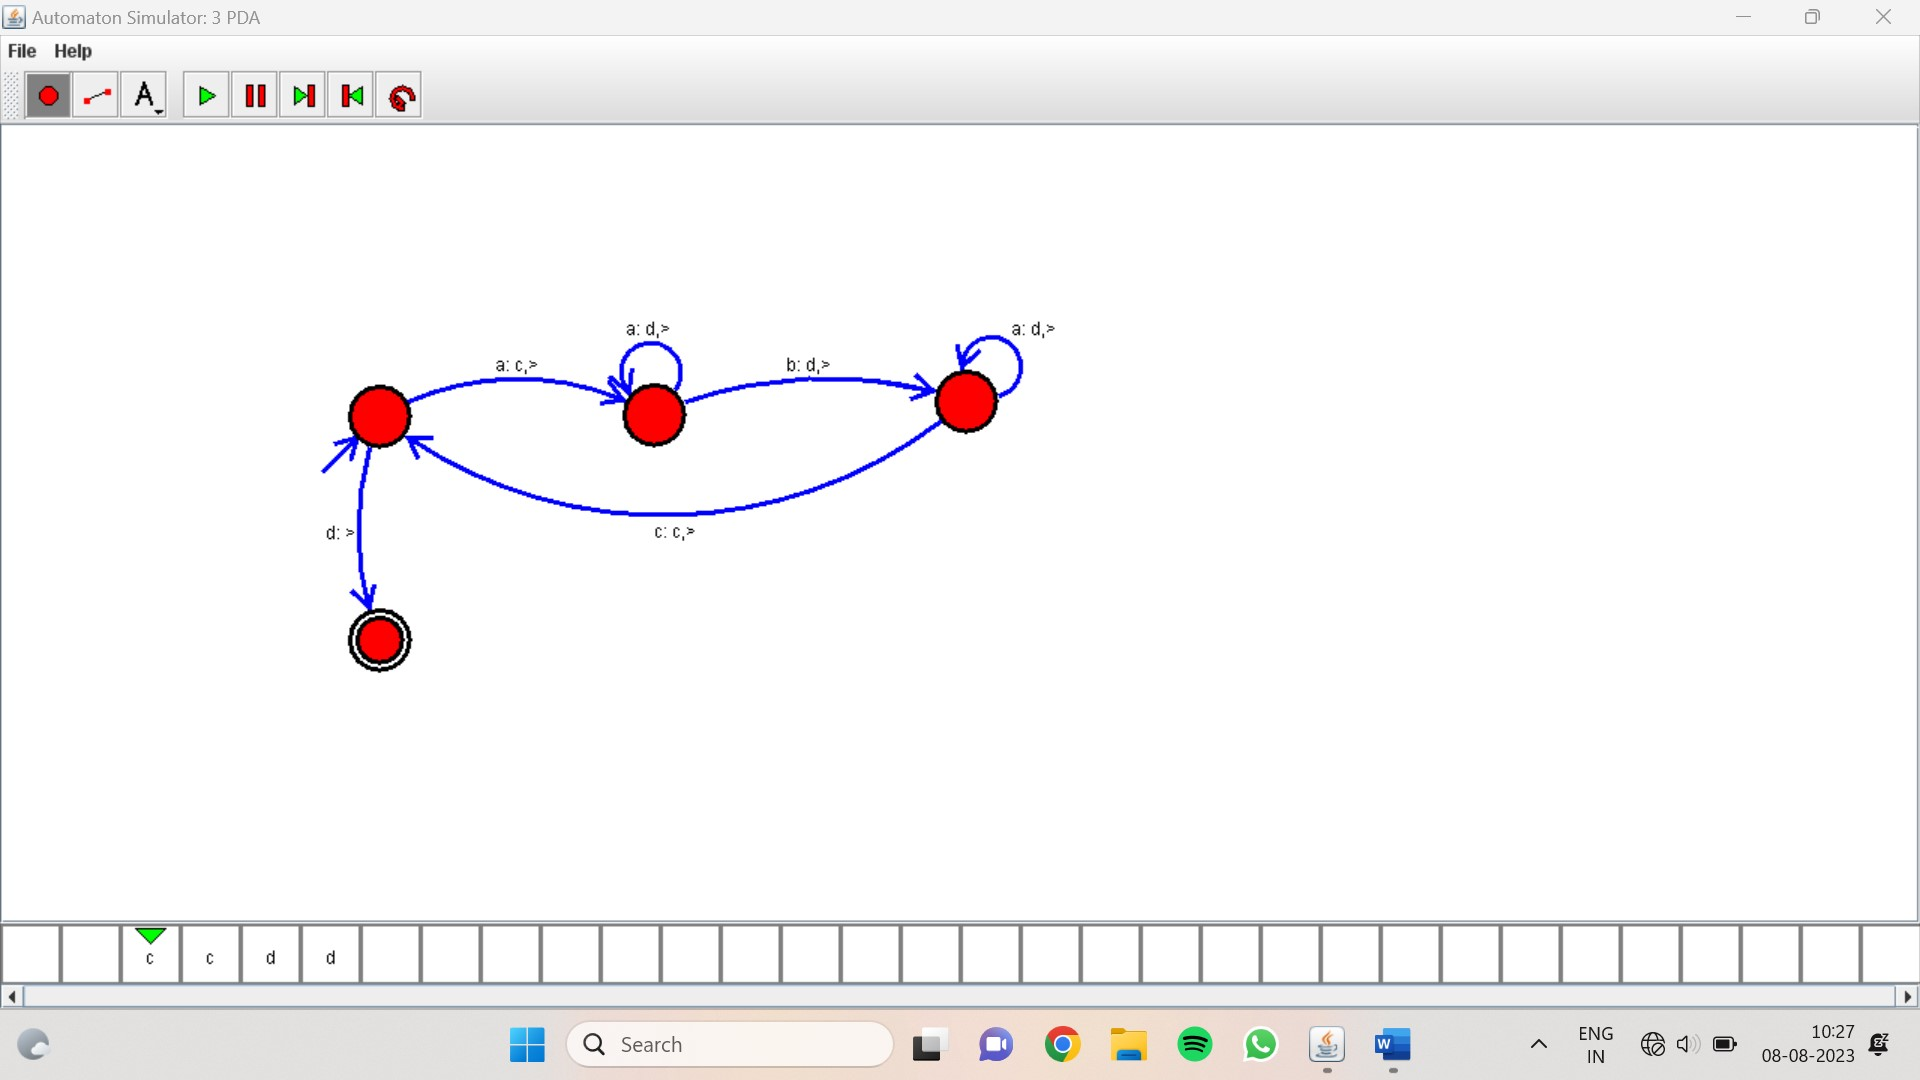 Automaton Simulator: 3 PDA
File Help
A
a: d,>
a: d,>
a: c,>
b: d,>
d: >
c: c,>
c c d d
Search
ENG
IN
10:27
08-08-2023